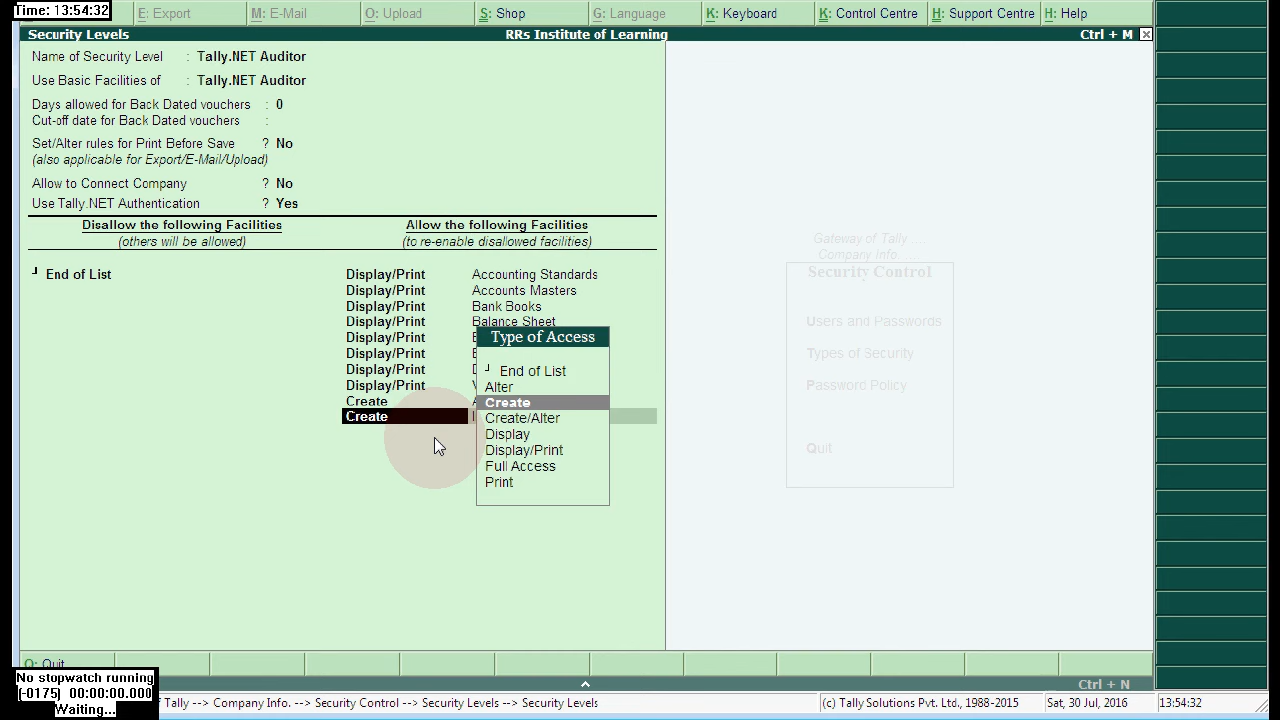 Time: 13:54:32
E: Export
M: E-Mail
O: Upload
S: Shop
G: Language
K: Keyboard
K: Control Centre
H: Support Centre
H: Help
Security Levels
RRs Institute of Learning
Ctrl + M
Name of Security Level : Tally.NET Auditor
Use Basic Facilities of : Tally.NET Auditor
Days allowed for Back Dated vouchers : 0
Cut-off date for Back Dated vouchers :
Set/Alter rules for Print Before Save ? No
(also applicable for Export/E-Mail/Upload)
Allow to Connect Company ? No
Use Tally.NET Authentication ? Yes
Disallow the following Facilities
(others will be allowed)
Allow the following Facilities
(to re-enable disallowed facilities)
End of List
Display/Print Accounting Standards
Display/Print Accounts Masters
Display/Print Bank Books
Display/Print Balance Sheet
Display/Print
Display/Print
Display/Print
Display/Print
Create
Create
Type of Access
End of List
Alter
Create
Create/Alter
Display
Display/Print
Full Access
Print
Gateway of Tally .....
Company Info. ....
Security Control
Users and Passwords
Types of Security
Password Policy
Quit
Q: Quit
Ctrl + N
No stopwatch running
[-0175] 00:00:00.000
Waiting...
f Tally --> Company Info. --> Security Control --> Security Levels --> Security Levels
(c) Tally Solutions Pvt. Ltd., 1988-2015
Sat, 30 Jul, 2016
13:54:32